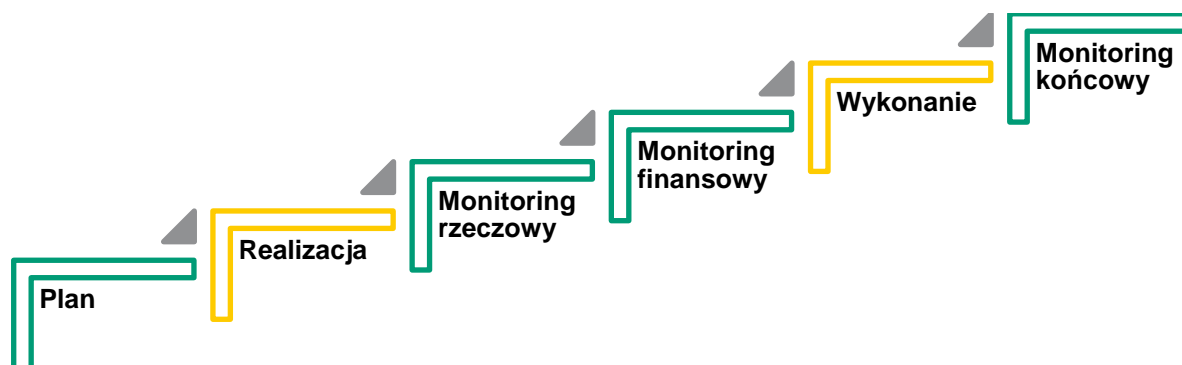 Plan
Realizacja
Monitoring
rzeczowy
Monitoring
finansowy
Wykonanie
Monitoring
końcowy